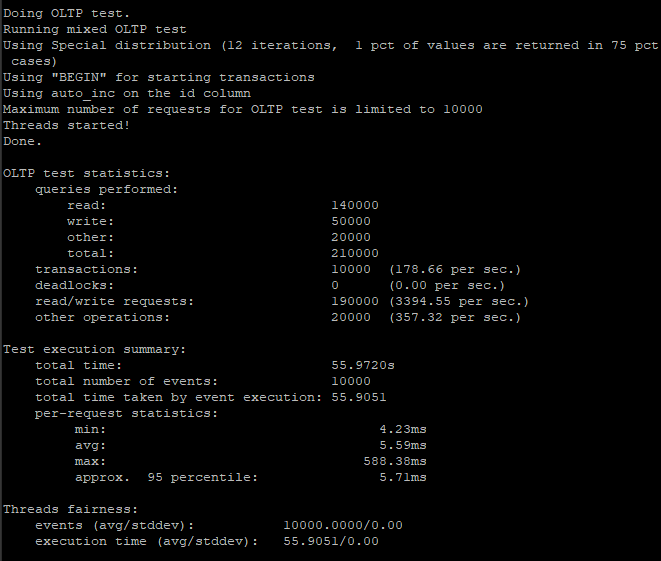 Doing OLTP test.
Running mixed OLTP test
Using Special distribution (12 iterations,  1 pct of values are returned in 75 pct
 cases)
Using "BEGIN" for starting transactions
Using auto_inc on the id column
Maximum number of requests for OLTP test is limited to 10000
Threads started!
Done.

OLTP test statistics:
    queries performed:
        read:                            140000
        write:                           50000
        other:                           20000
        total:                           210000
    transactions:                        10000  (178.66 per sec.)
    deadlocks:                           0      (0.00 per sec.)
    read/write requests:                 190000 (3394.55 per sec.)
    other operations:                    20000  (357.32 per sec.)

Test execution summary:
    total time:                          55.9720s
    total number of events:              10000
    total time taken by event execution: 55.9051
    per-request statistics:
         min:                                  4.23ms
         avg:                                  5.59ms
         max:                                588.38ms
         approx.  95 percentile:               5.71ms

Threads fairness:
    events (avg/stddev):           10000.0000/0.00
    execution time (avg/stddev):   55.9051/0.00